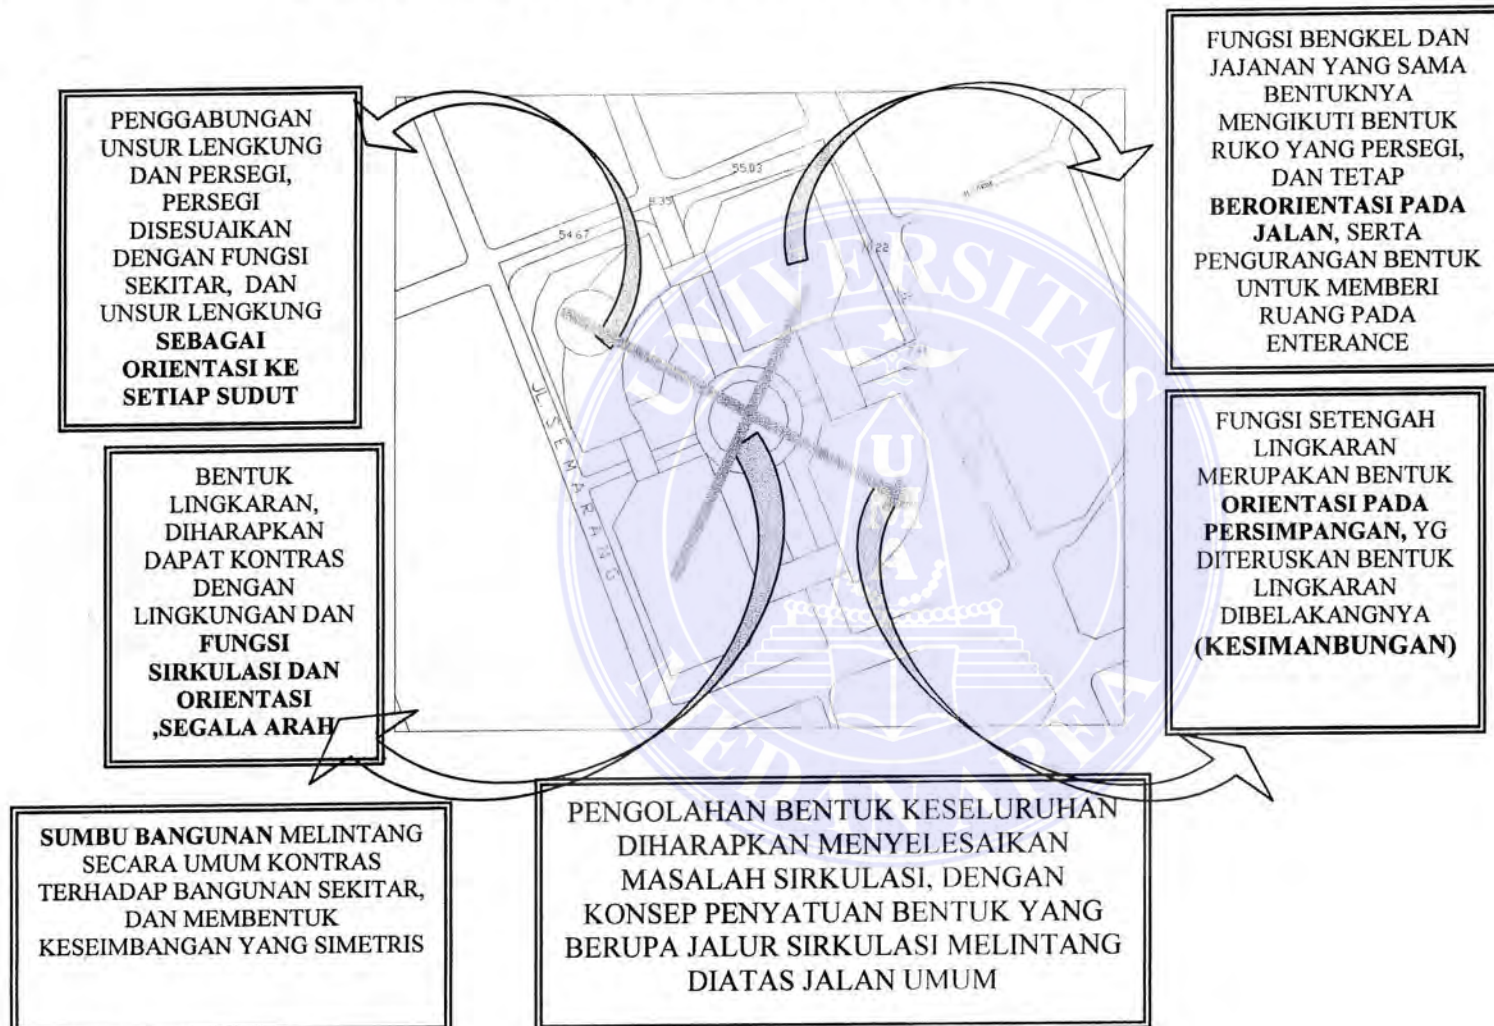 PENGGABUNGAN
UNSUR LENGKUNG
DAN PERSEGI,
PERSEGI
DISESUAIKAN
DENGAN FUNGSI
SEKITAR, DAN
UNSUR LENGKUNG
SEBAGAI
ORIENTASI KE
SETIAP SUDUT
FUNGSI BENGKEL DAN
JAJANAN YANG SAMA
BENTUKNYA
MENGIKUTI BENTUK
RUKO YANG PERSEGI,
DAN TETAP
BERORIENTASI PADA
JALAN, SERTA
PENGURANGAN BENTUK
UNTUK MEMBERI
RUANG PADA
ENTERANCE
BENTUK
LINGKARAN,
DIHARAPKAN
DAPAT KONTRAS
DENGAN
LINGKUNGAN DAN
FUNGSI
SIRKULASI DAN
ORIENTASI
,SEGALA ARAH
FUNGSI SETENGAH
LINGKARAN
MERUPAKAN BENTUK
ORIENTASI PADA
PERSIMPANGAN, YG
DITERUSKAN BENTUK
LINGKARAN
DIBELAKANGNYA
(KESIMANBUNGAN)
SUMBU BANGUNAN MELINTANG
SECARA UMUM KONTRAS
TERHADAP BANGUNAN SEKITAR,
DAN MEMBENTUK
KESEIMBANGAN YANG SIMETRIS
PENGOLAHAN BENTUK KESELURUHAN
DIHARAPKAN MENYELESAIKAN
MASALAH SIRKULASI, DENGAN
KONSEP PENYATUAN BENTUK YANG
BERUPA JALUR SIRKULASI MELINTANG
DIATAS JALAN UMUM
55.03
8.35
54.67
JL. SEMARANG
UNIVERSITAS
MEDAN AREA
UMA